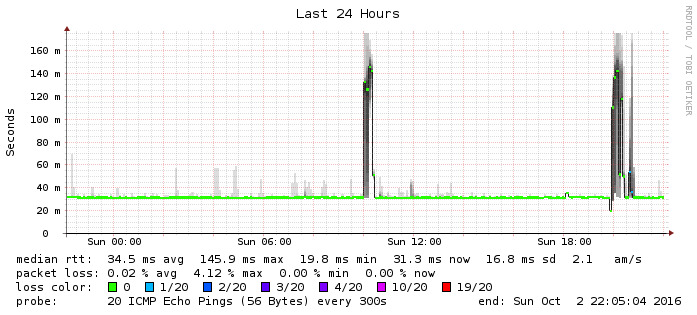 Last 24 Hours
RRDTOOL / TOBI OETIKER
Seconds
160 m
140 m
120 m
100 m
80 m
60 m
40 m
20 m
0
Sun 00:00 Sun 06:00 Sun 12:00 Sun 18:00
median rtt: 34.5 ms avg 145.9 ms max 19.8 ms min 31.3 ms now 16.8 ms sd 2.1 am/s
packet loss: 0.02 % avg 4.12 % max 0.00 % min 0.00 % now
loss color: 0 1/20 2/20 3/20 4/20 10/20 19/20
probe: 20 ICMP Echo Pings (56 Bytes) every 300s end: Sun Oct 2 22:05:04 2016